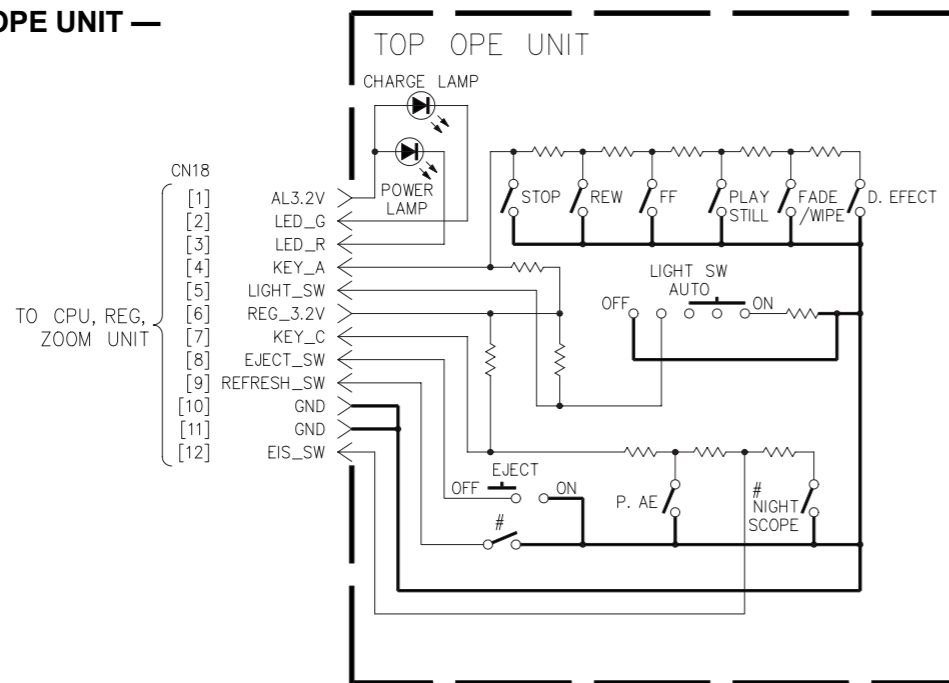 OPE UNIT —
TOP OPE UNIT
CHARGE LAMP
POWER
LAMP
CN18
[1] AL3.2V
[2] LED_G
[3] LED_R
[4] KEY_A
[5] LIGHT_SW
[6] REG_3.2V
[7] KEY_C
[8] EJECT_SW
[9] REFRESH_SW
[10] GND
[11] GND
[12] EIS_SW
TO CPU, REG,
ZOOM UNIT
STOP
REW
FF
PLAY
STILL
FADE
/WIPE
D. EFFECT
LIGHT SW
AUTO
OFF
ON
EJECT
OFF
ON
#
P. AE
#
NIGHT
SCOPE